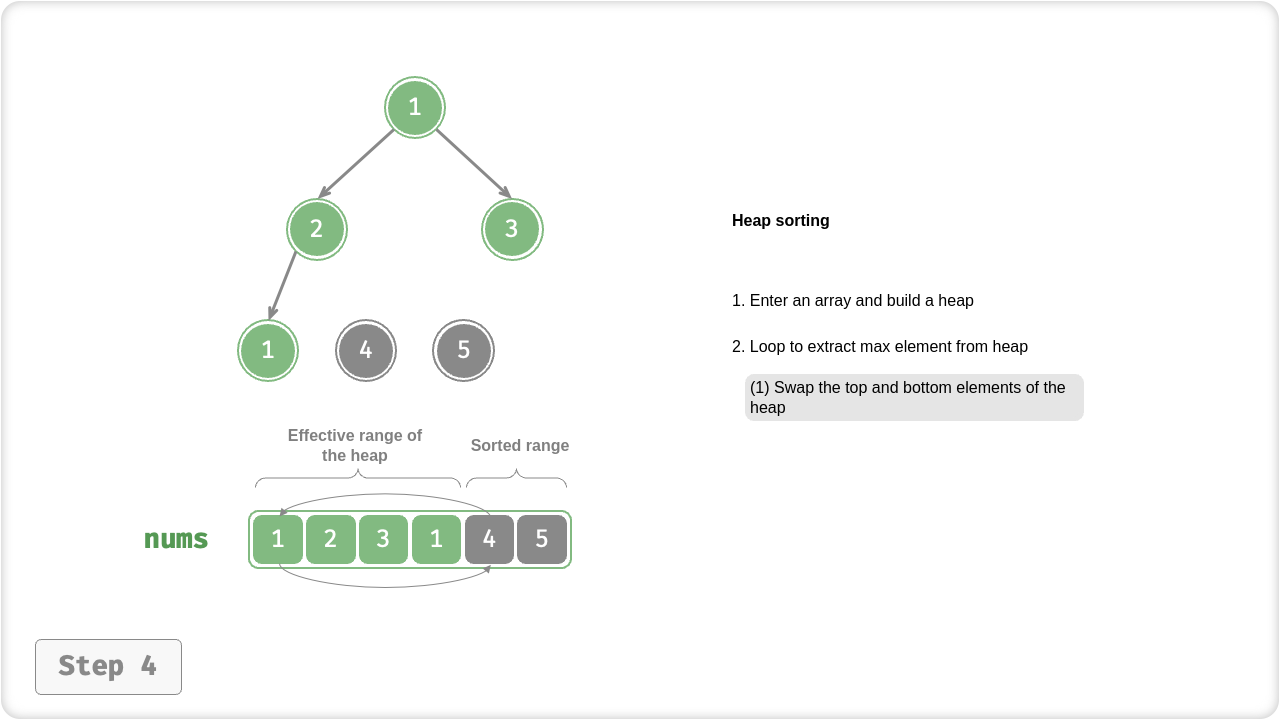 1
2
3
Heap sorting
1. Enter an array and build a heap
2. Loop to extract max element from heap
1
4
5
(1) Swap the top and bottom elements of the
heap
Effective range of
the heap
Sorted range
nums
1
2
3
1
4
5
Step 4